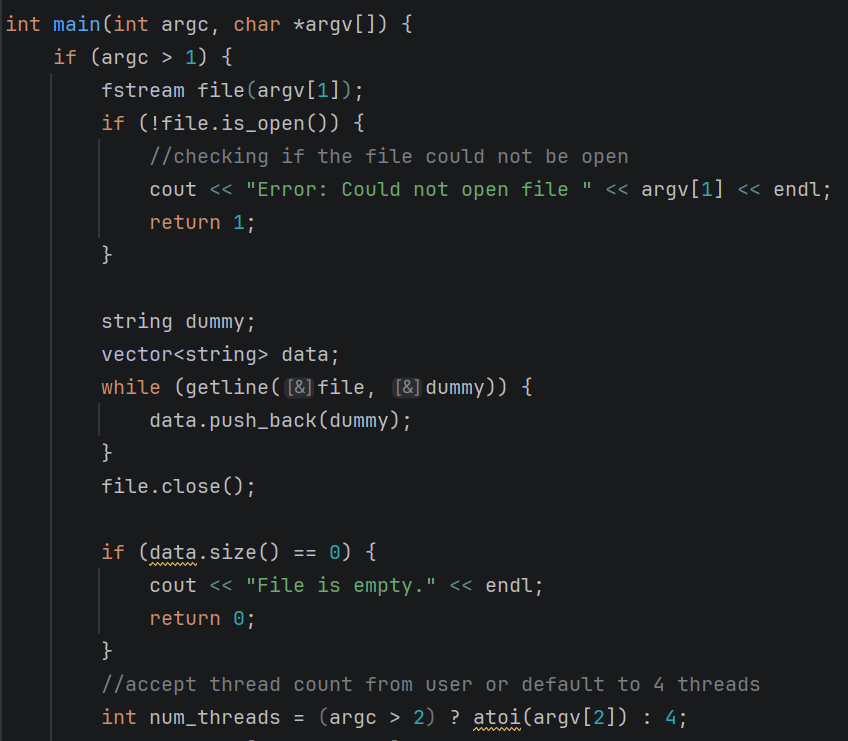 int main(int argc, char *argv[]) {
    if (argc > 1) {
        fstream file(argv[1]);
        if (!file.is_open()) {
            //checking if the file could not be open
            cout << "Error: Could not open file " << argv[1] << endl;
            return 1;
        }

        string dummy;
        vector<string> data;
        while (getline([&]file, [&]dummy)) {
            data.push_back(dummy);
        }
        file.close();

        if (data.size() == 0) {
            cout << "File is empty." << endl;
            return 0;
        }
        //accept thread count from user or default to 4 threads
        int num_threads = (argc > 2) ? atoi(argv[2]) : 4;